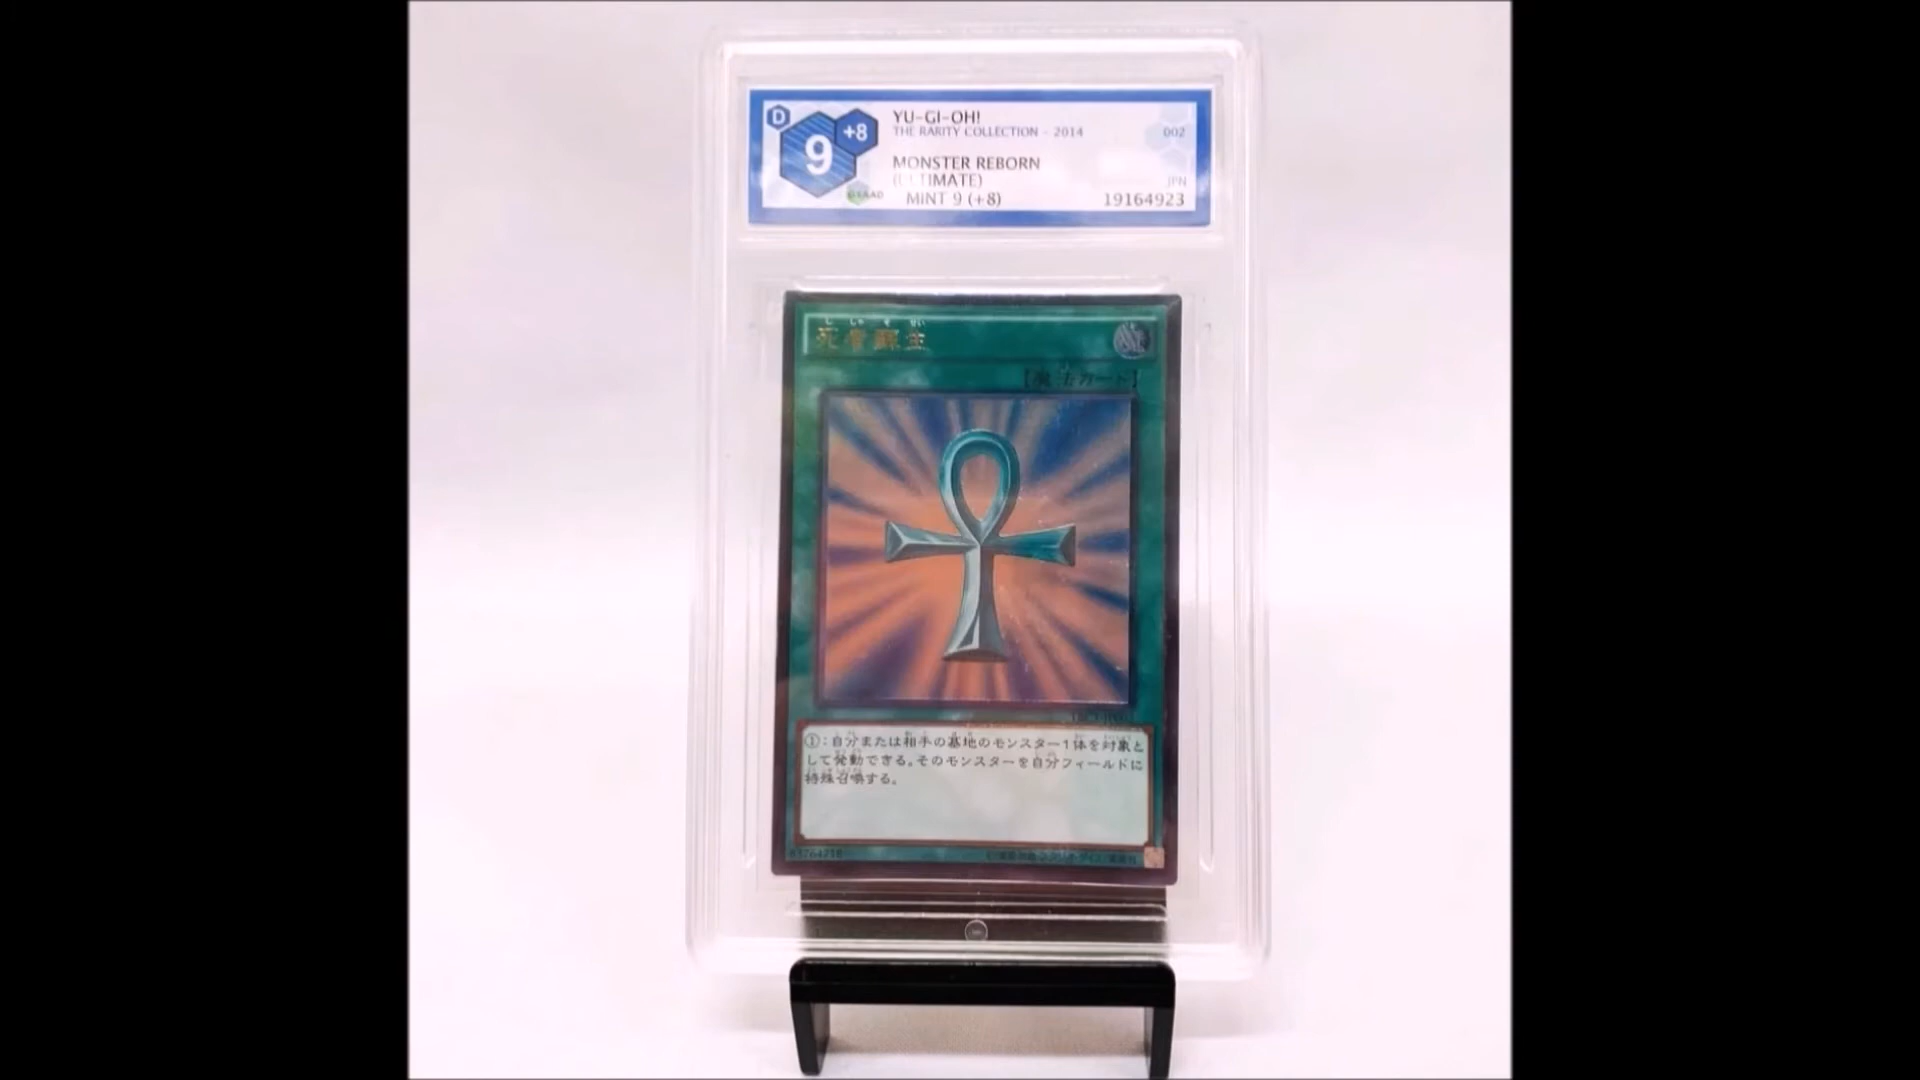 D
9
+8
YU-GI-OH!
THE RARITY COLLECTION - 2014
002
MONSTER REBORN
(ULTIMATE)
JPN
MINT 9 (+8)
19164923
死者蘇生
【魔法カード】
①:自分または相手の墓地のモンスター1体を対象と
して発動できる。そのモンスターを自分フィールドに
特殊召喚する。